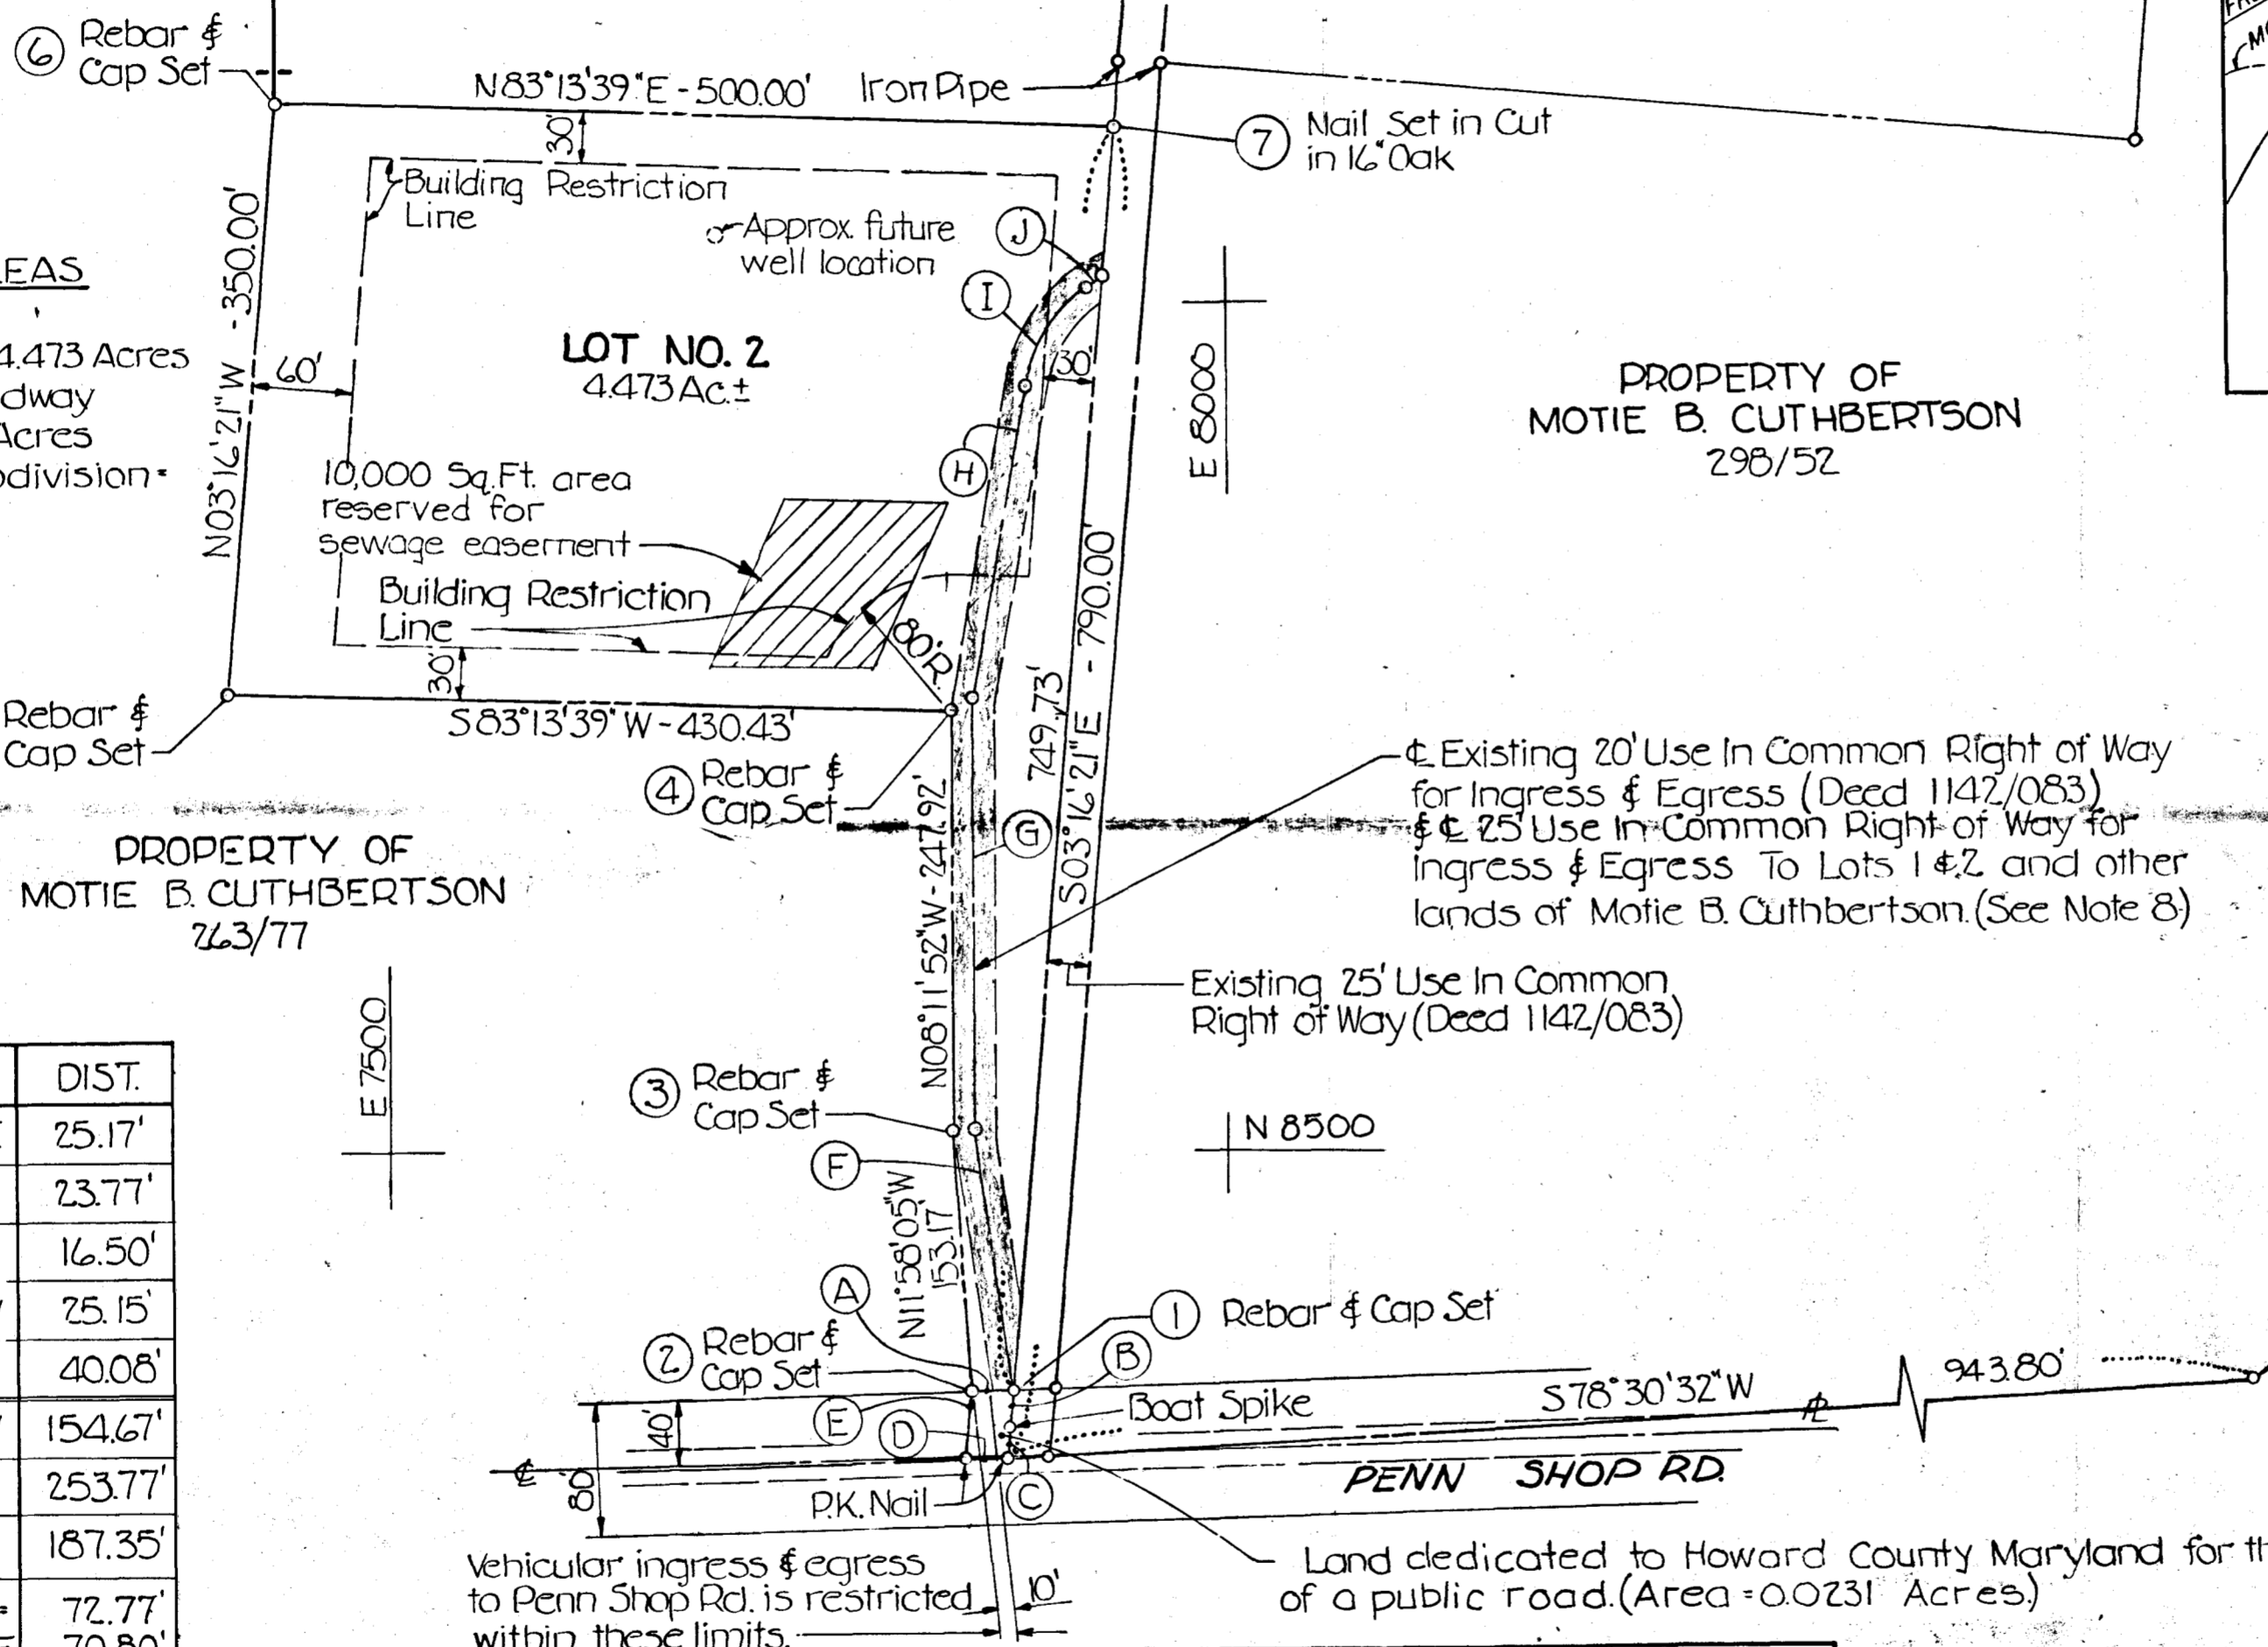 6 Rebar &
Cap Set
N83°13'39"E - 500.00'
Iron Pipe
7 Nail Set in Cut
in 16" Oak
30'
Building Restriction
Line
Approx. future
well location
J
I
N03°16'21"W - 350.00'
EAS
4.473 Acres
dway
Acres
odivision =
60'
LOT NO. 2
4.473 Ac.±
30'
H
E 8000
PROPERTY OF
MOTIE B. CUTHBERTSON
298/52
10,000 Sq.Ft. area
reserved for
sewage easement
Building Restriction
Line
30'
80'R.
S83°13'39"W - 430.43'
Rebar &
Cap Set
4 Rebar &
Cap Set
749.73'
S03°16'21"E - 790.00'
N08°11'52"W - 247.92'
G
℄ Existing 20' Use In Common Right of Way
for Ingress & Egress (Deed 1142/083)
& ℄ 25' Use In Common Right of Way for
Ingress & Egress To Lots 1 & 2 and other
lands of Motie B. Cuthbertson. (See Note 8)
PROPERTY OF
MOTIE B. CUTHBERTSON
263/77
Existing 25' Use In Common
Right of Way (Deed 1142/083)
E 7500
3 Rebar &
Cap Set
N 8500
F
N11°58'05"W
153.17'
DIST.
25.17'
23.77'
16.50'
25.15'
40.08'
154.67'
253.77'
187.35'
72.77'
70.80'
A
1 Rebar & Cap Set
2 Rebar &
Cap Set
B
E
D
Boat Spike
S78°30'32"W
943.80'
40'
80'
℄
P.K. Nail
C
PENN SHOP RD.
Vehicular ingress & egress
to Penn Shop Rd. is restricted
within these limits.
10'
Land dedicated to Howard County Maryland for th
of a public road. (Area = 0.0231 Acres)